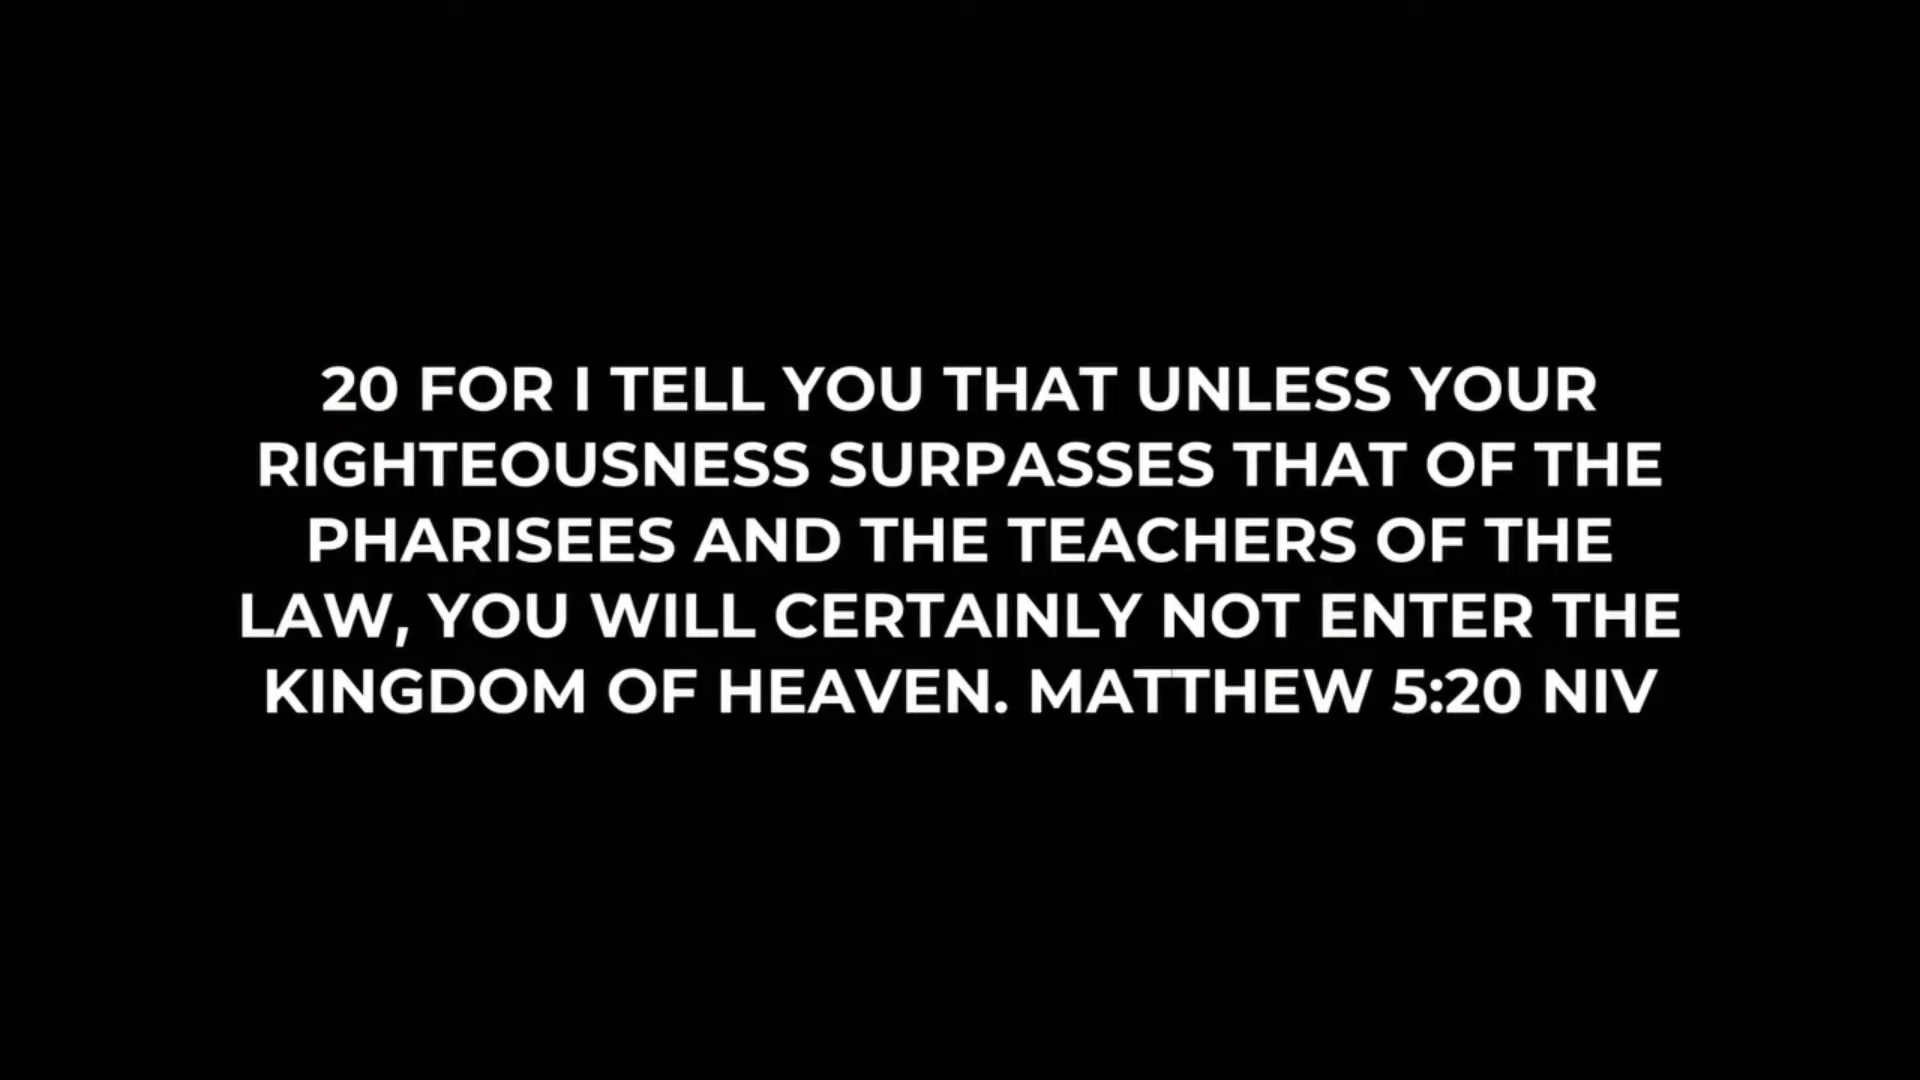 20 FOR I TELL YOU THAT UNLESS YOUR
RIGHTEOUSNESS SURPASSES THAT OF THE
PHARISEES AND THE TEACHERS OF THE
LAW, YOU WILL CERTAINLY NOT ENTER THE
KINGDOM OF HEAVEN. MATTHEW 5:20 NIV